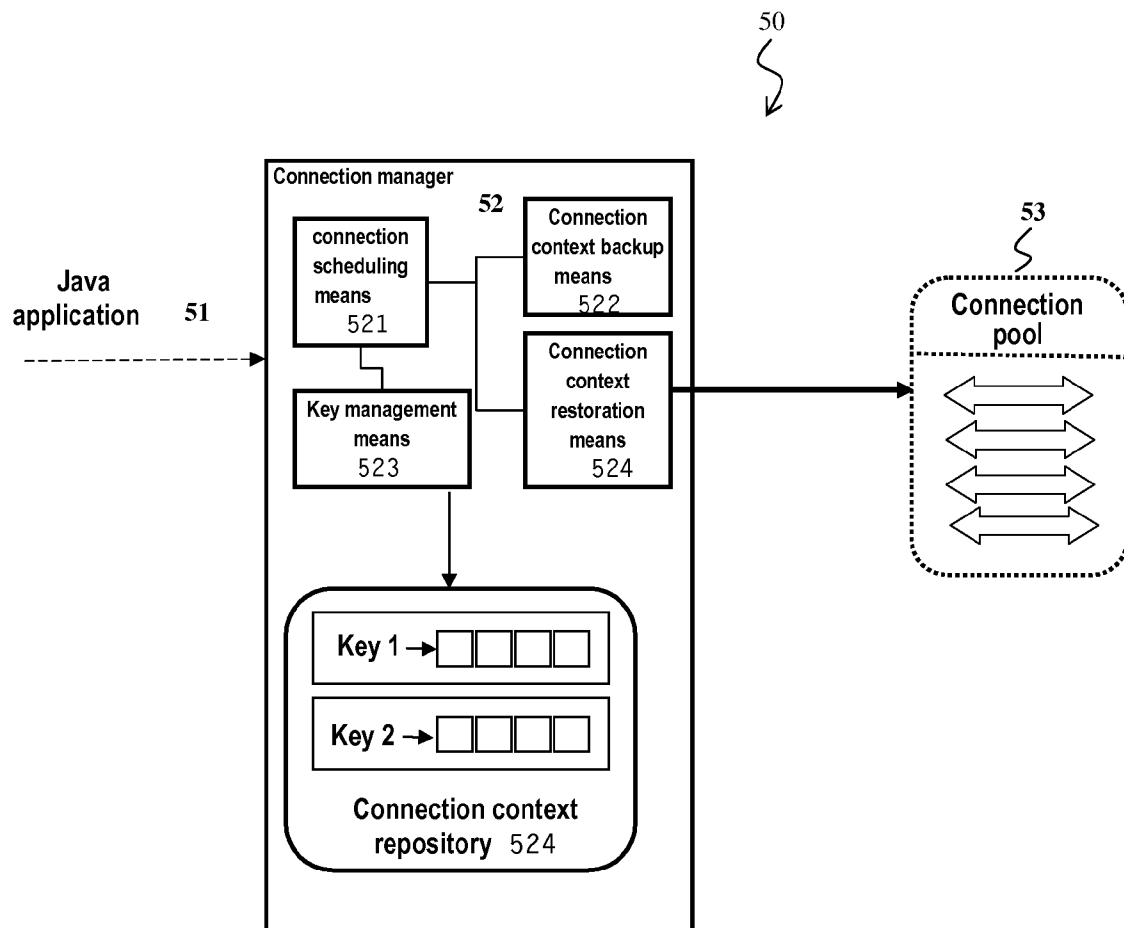 50
Connection manager
52
connection
scheduling
means
521
Connection
context backup
means
522
53
Connection
pool
Java
application 51
Key management
means
523
Connection
context
restoration
means
524
Key 1
Key 2
Connection context
repository 524